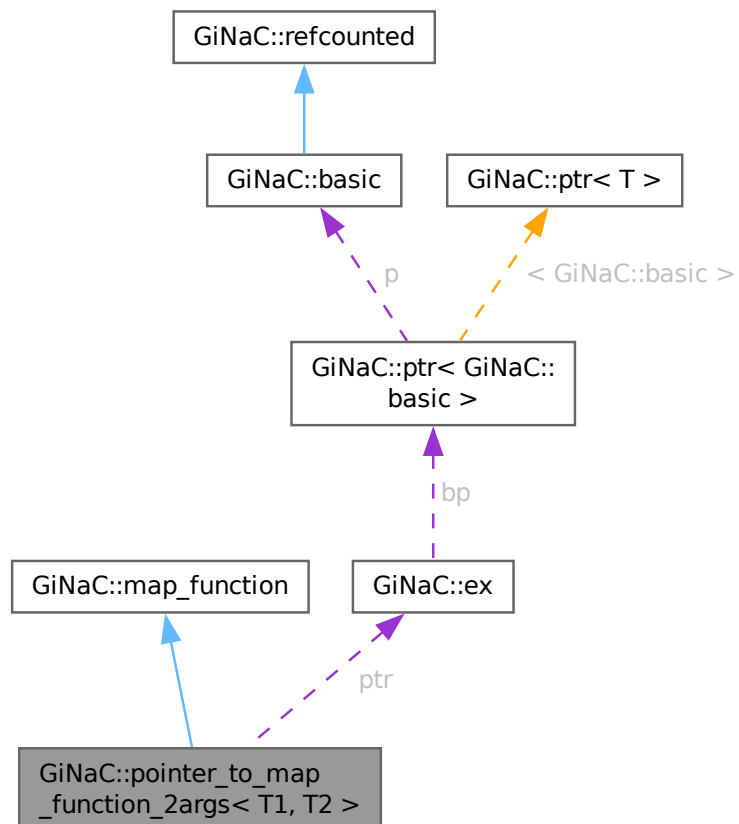 GiNaC::refcounted
GiNaC::basic
GiNaC::ptr< T >
p
< GiNaC::basic >
GiNaC::ptr< GiNaC::
basic >
bp
GiNaC::map_function
GiNaC::ex
ptr
GiNaC::pointer_to_map
_function_2args< T1, T2 >